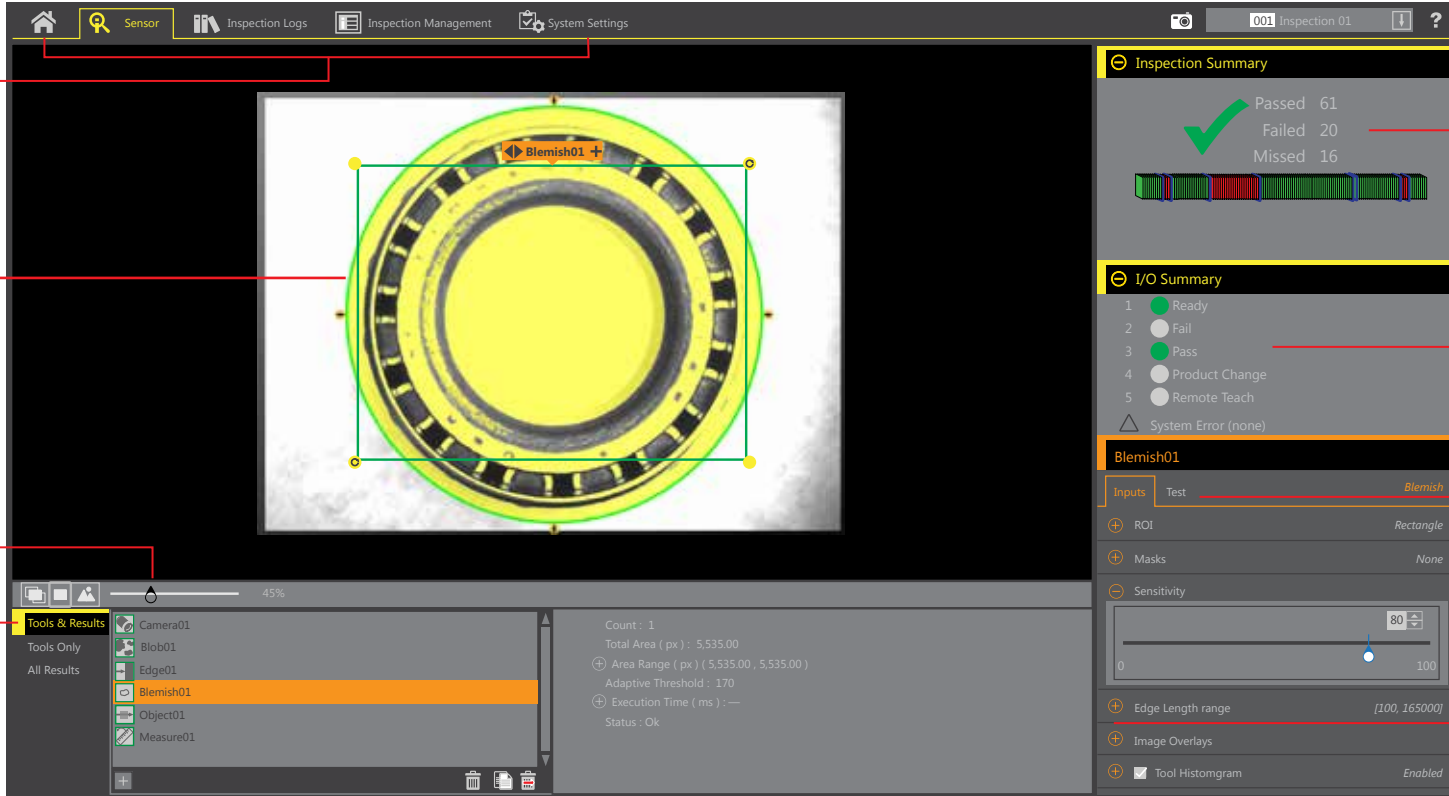 Sensor
Inspection Logs
Inspection Management
System Settings
001 Inspection 01
?
Blemish01
45%
Tools & Results
Tools Only
All Results
Camera01
Blob01
Edge01
Blemish01
Object01
Measure01
Count : 1
Total Area ( px ) : 5,535.00
Area Range ( px ) ( 5,535.00 , 5,535.00 )
Adaptive Threshold : 170
Execution Time ( ms ) : —
Status : Ok
Inspection Summary
Passed 61
Failed 20
Missed 16
I/O Summary
1 Ready
2 Fail
3 Pass
4 Product Change
5 Remote Teach
System Error (none)
Blemish01
Inputs Test Blemish
ROI Rectangle
Masks None
Sensitivity
80
0 100
Edge Length range [100, 165000]
Image Overlays
Tool Histomgram Enabled